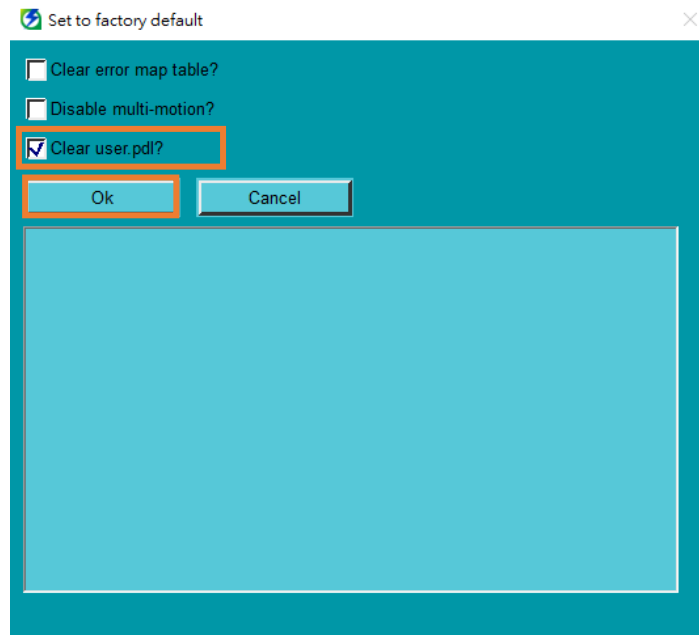 Set to factory default
Clear error map table?
Disable multi-motion?
Clear user.pdl?
Ok Cancel